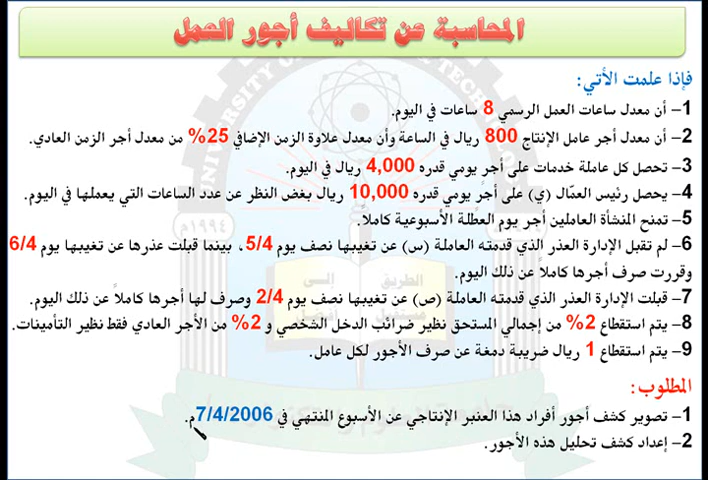 المحاسبة عن تكاليف أجور العمل
فإذا علمت الأتي:
1– أن معدل ساعات العمل الرسمي 8 ساعات في اليوم.
2– أن معدل أجر عامل الإنتاج 800 ريال في الساعة وأن معدل علاوة الزمن الإضافي 25% من معدل أجر الزمن العادي.
3– تحصل كل عاملة خدمات على أجر يومي قدره 4,000 ريال في اليوم.
4– يحصل رئيس العمّال (ي) على أجر يومي قدره 10,000 ريال بغض النظر عن عدد الساعات التي يعملها في اليوم.
5– تمنح المنشأة العاملين أجر يوم العطلة الأسبوعية كاملاً.
6– لم تقبل الإدارة العذر الذي قدمته العاملة (س) عن تغيبها نصف يوم 5/4، بينما قبلت عذرها عن تغيبها يوم 6/4
وقررت صرف أجرها كاملاً عن ذلك اليوم.
7– قبلت الإدارة العذر الذي قدمته العاملة (ص) عن تغيبها نصف يوم 2/4 وصرف لها أجرها كاملاً عن ذلك اليوم.
8– يتم استقطاع 2% من إجمالي المستحق نظير ضرائب الدخل الشخصي و 2% من الأجر العادي فقط نظير التأمينات.
9– يتم استقطاع 1 ريال ضريبة دمغة عن صرف الأجور لكل عامل.
المطلوب:
1– تصوير كشف أجور أفراد هذا العنبر الإنتاجي عن الأسبوع المنتهي في 7/4/2006م.
2– إعداد كشف تحليل هذه الأجور.
الطريق
إلى
مستقبل
أفضل
١٩٩٤م